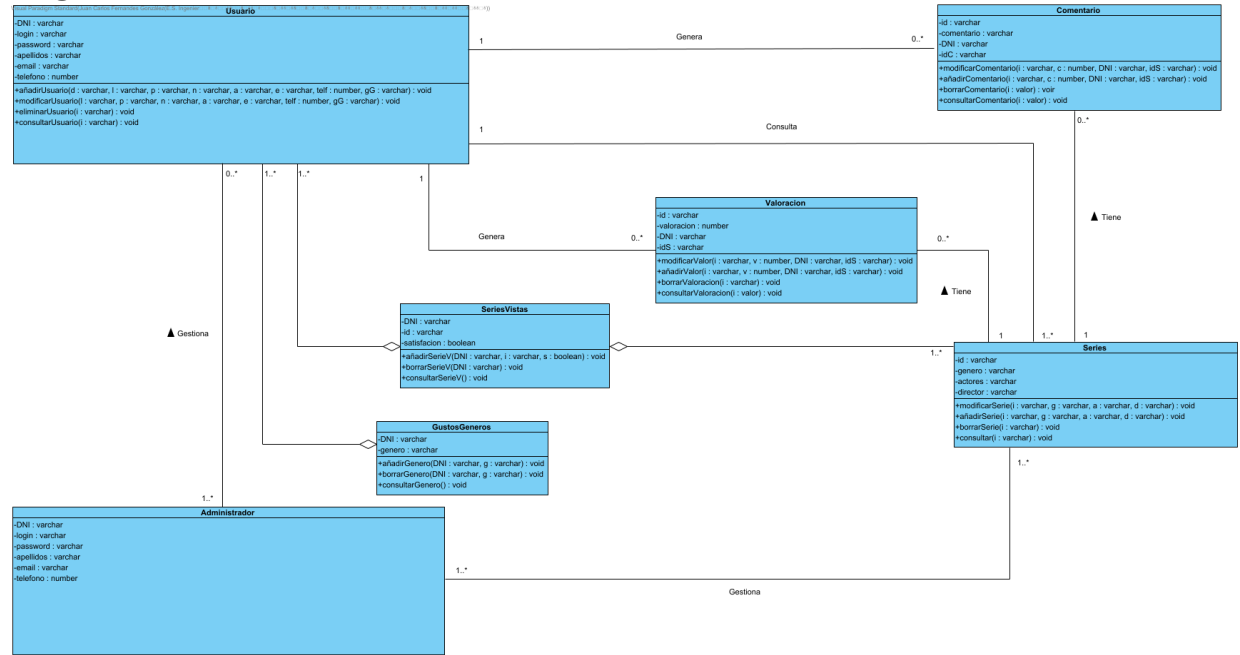 Visual Paradigm Standard(Juan Carlos Fernandes González(E.S. Ingenier
Usuario
-DNI : varchar
-login : varchar
-password : varchar
-apellidos : varchar
-email : varchar
-telefono : number
+añadirUsuario(d : varchar, l : varchar, p : varchar, n : varchar, a : varchar, e : varchar, telf : number, gG : varchar) : void
+modificarUsuario(l : varchar, p : varchar, n : varchar, a : varchar, e : varchar, telf : number, gG : varchar) : void
+eliminarUsuario(i : varchar) : void
+consultarUsuario(i : varchar) : void
1
Genera
0..*
Comentario
-id : varchar
-comentario : varchar
-DNI : varchar
-idC : varchar
+modificarComentario(i : varchar, c : number, DNI : varchar, idS : varchar) : void
+añadirComentario(i : varchar, c : number, DNI : varchar, idS : varchar) : void
+borrarComentario(i : valor) : voir
+consultarComentario(i : valor) : void
1
Consulta
0..*
0..*
1..*
1..*
1
Genera
0..*
Valoracion
-id : varchar
-valoracion : number
-DNI : varchar
-idS : varchar
+modificarValor(i : varchar, v : number, DNI : varchar, idS : varchar) : void
+añadirValor(i : varchar, v : number, DNI : varchar, idS : varchar) : void
+borrarValoracion(i : varchar) : void
+consultarValoracion(i : valor) : void
0..*
Tiene
Tiene
1
1..*
1
Gestiona
SeriesVistas
-DNI : varchar
-id : varchar
-satisfacion : boolean
+añadirSerieV(DNI : varchar, i : varchar, s : boolean) : void
+borrarSerieV(DNI : varchar) : void
+consultarSerieV() : void
1..*
Series
-id : varchar
-genero : varchar
-actores : varchar
-director : varchar
+modificarSerie(i : varchar, g : varchar, a : varchar, d : varchar) : void
+añadirSerie(i : varchar, g : varchar, a : varchar, d : varchar) : void
+borrarSerie(i : varchar) : void
+consultar(i : varchar) : void
GustosGeneros
-DNI : varchar
-genero : varchar
+añadirGenero(DNI : varchar, g : varchar) : void
+borrarGenero(DNI : varchar, g : varchar) : void
+consultarGenero() : void
1..*
1..*
Administrador
-DNI : varchar
-login : varchar
-password : varchar
-apellidos : varchar
-email : varchar
-telefono : number
1..*
Gestiona